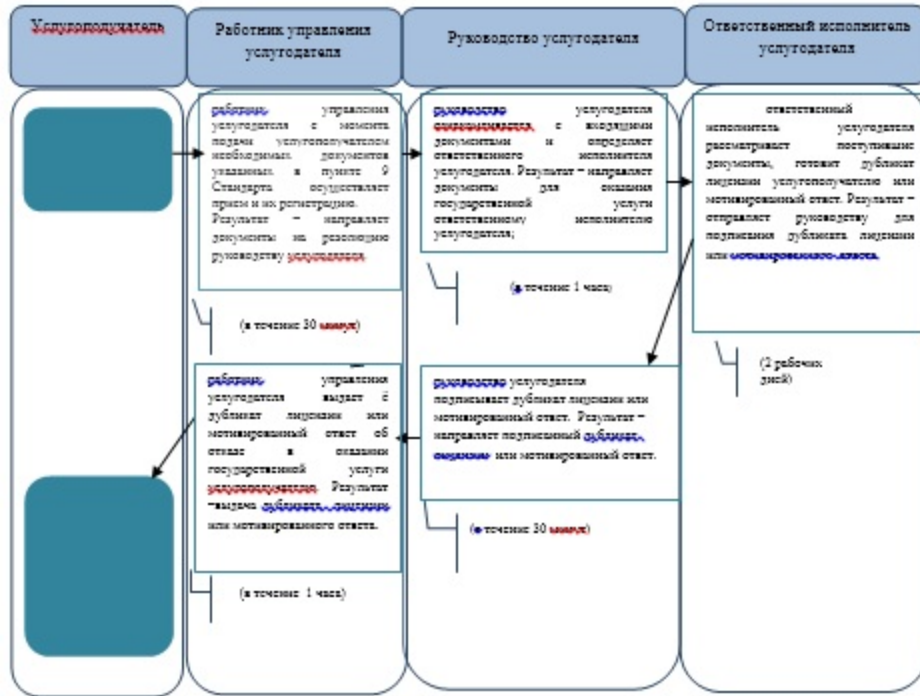 Услугополучатель
Работник управления
услугодателя
Руководство услугодателя
Ответственный исполнитель
услугодателя
работник управления
услугодателя с момента
подачи услугополучателем
необходимых документов
указанных в пункте 9
Стандарта осуществляет
прием и их регистрацию.
Результат – направляет
документы на резолюцию
руководству услугодателя.
(в течение 30 минут)
руководство услугодателя
ознакамливается с входящими
документами и определяет
ответственного исполнителя
услугодателя. Результат – направляет
документы для оказания
государственной услуги
ответственному исполнителю
услугодателя;
(в течение 1 часа)
ответственный
исполнитель услугодателя
рассматривает поступившие
документы, готовит дубликат
лицензии услугополучателю или
мотивированный ответ. Результат –
отправляет руководству для
подписания дубликата лицензии
или мотивированного ответа.
(2 рабочих
дней)
руководство услугодателя
подписывает дубликат лицензии или
мотивированный ответ. Результат –
направляет подписанный дубликат
лицензии или мотивированный ответ.
(в течение 30 минут)
работник управления
услугодателя выдает
дубликат лицензии или
мотивированный ответ об
отказе в оказании
государственной услуги
услугополучателю. Результат
–выдача дубликата лицензии
или мотивированного ответа.
(в течение 1 часа)